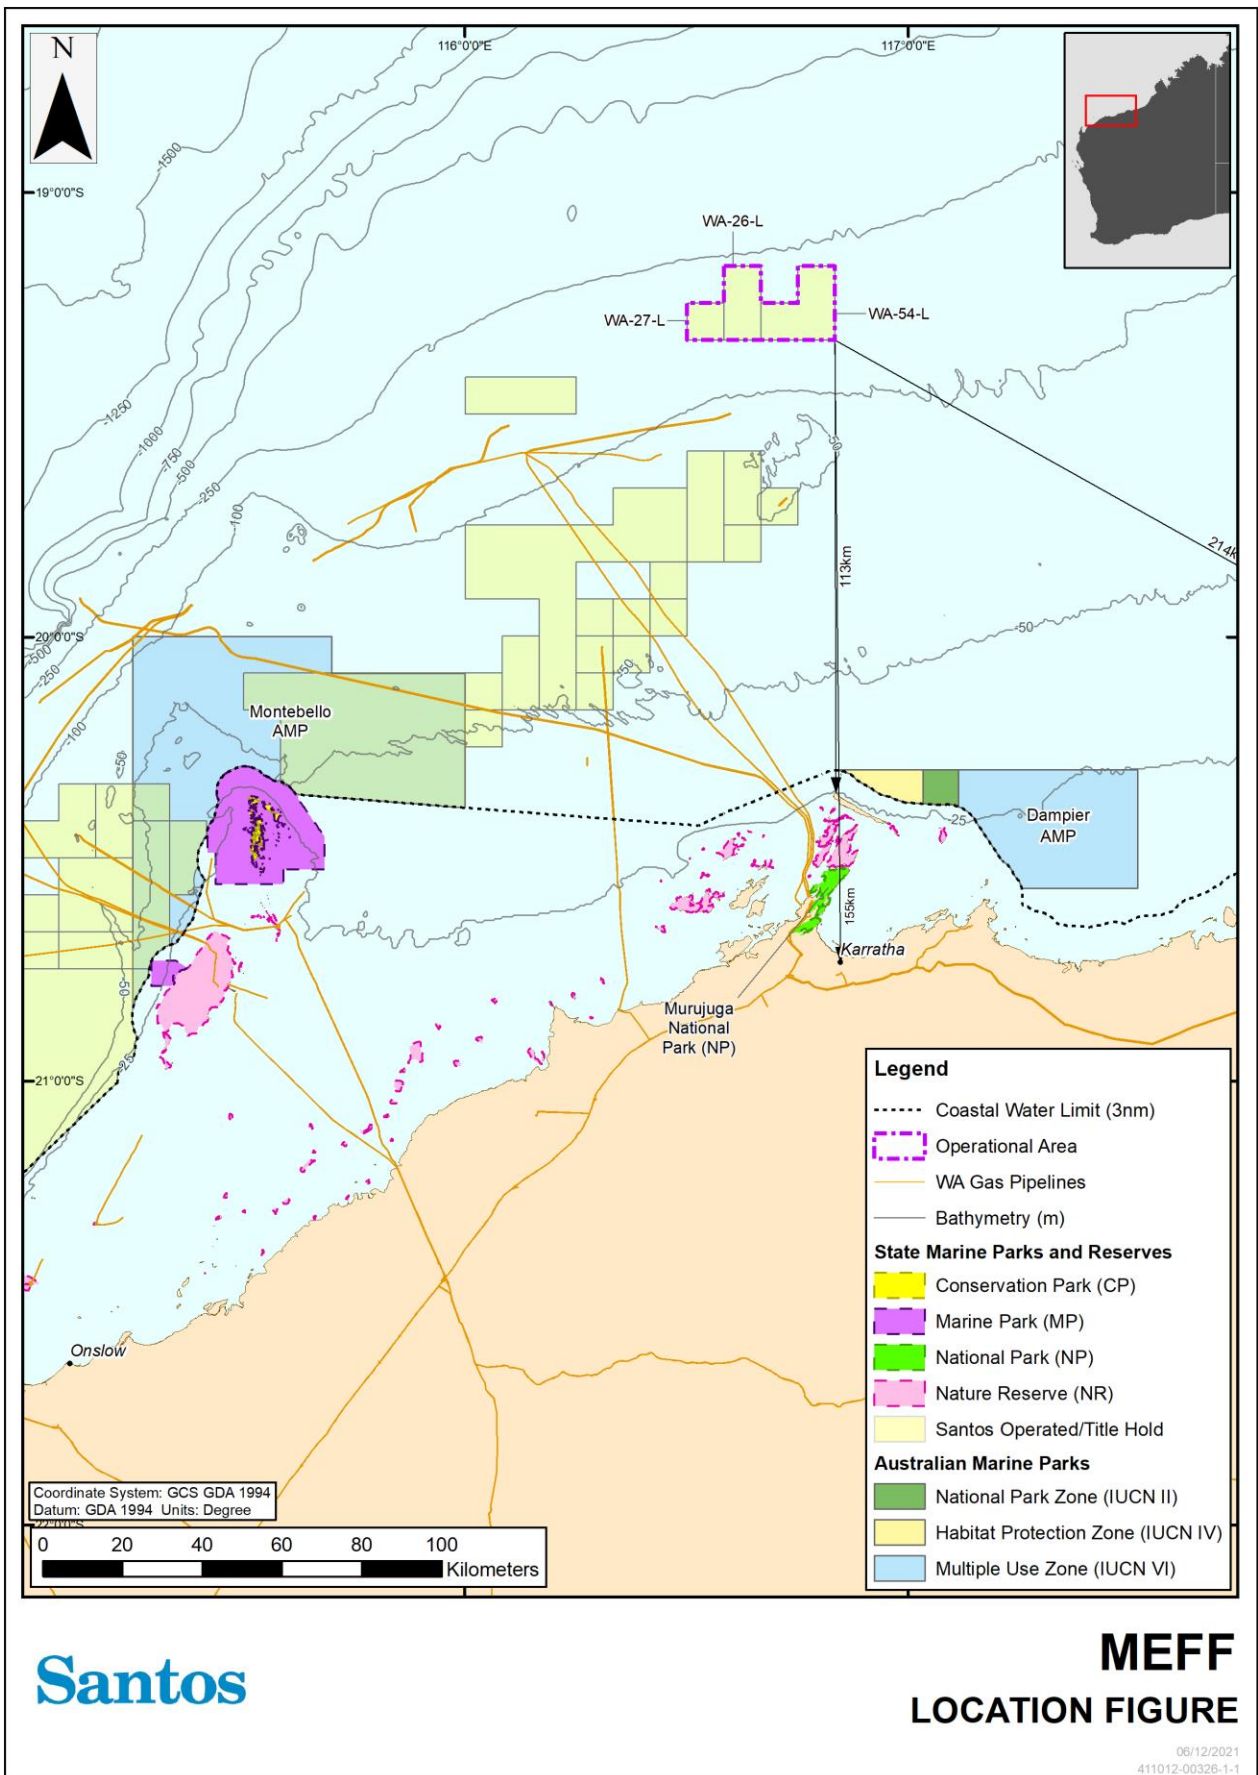 N
116°0'0"E
117°0'0"E
-1500
19°0'0"S
WA-26-L
WA-27-L
WA-54-L
-1250
-1000
-750
-500
-250
-100
-50
113km
214k
20°0'0"S
-500
-250
-50
-50
-100
Montebello
AMP
-50
-25
Dampier
AMP
155km
Karratha
-50
Murujuga
National
Park (NP)
-25
21°0'0"S
Onslow
Legend
Coastal Water Limit (3nm)
Operational Area
WA Gas Pipelines
Bathymetry (m)
State Marine Parks and Reserves
Conservation Park (CP)
Marine Park (MP)
National Park (NP)
Nature Reserve (NR)
Santos Operated/Title Hold
Australian Marine Parks
National Park Zone (IUCN II)
Habitat Protection Zone (IUCN IV)
Multiple Use Zone (IUCN VI)
Coordinate System: GCS GDA 1994
Datum: GDA 1994 Units: Degree
22°0'0"S
0 20 40 60 80 100
Kilometers
Santos
MEFF
LOCATION FIGURE
06/12/2021
411012-00326-1-1